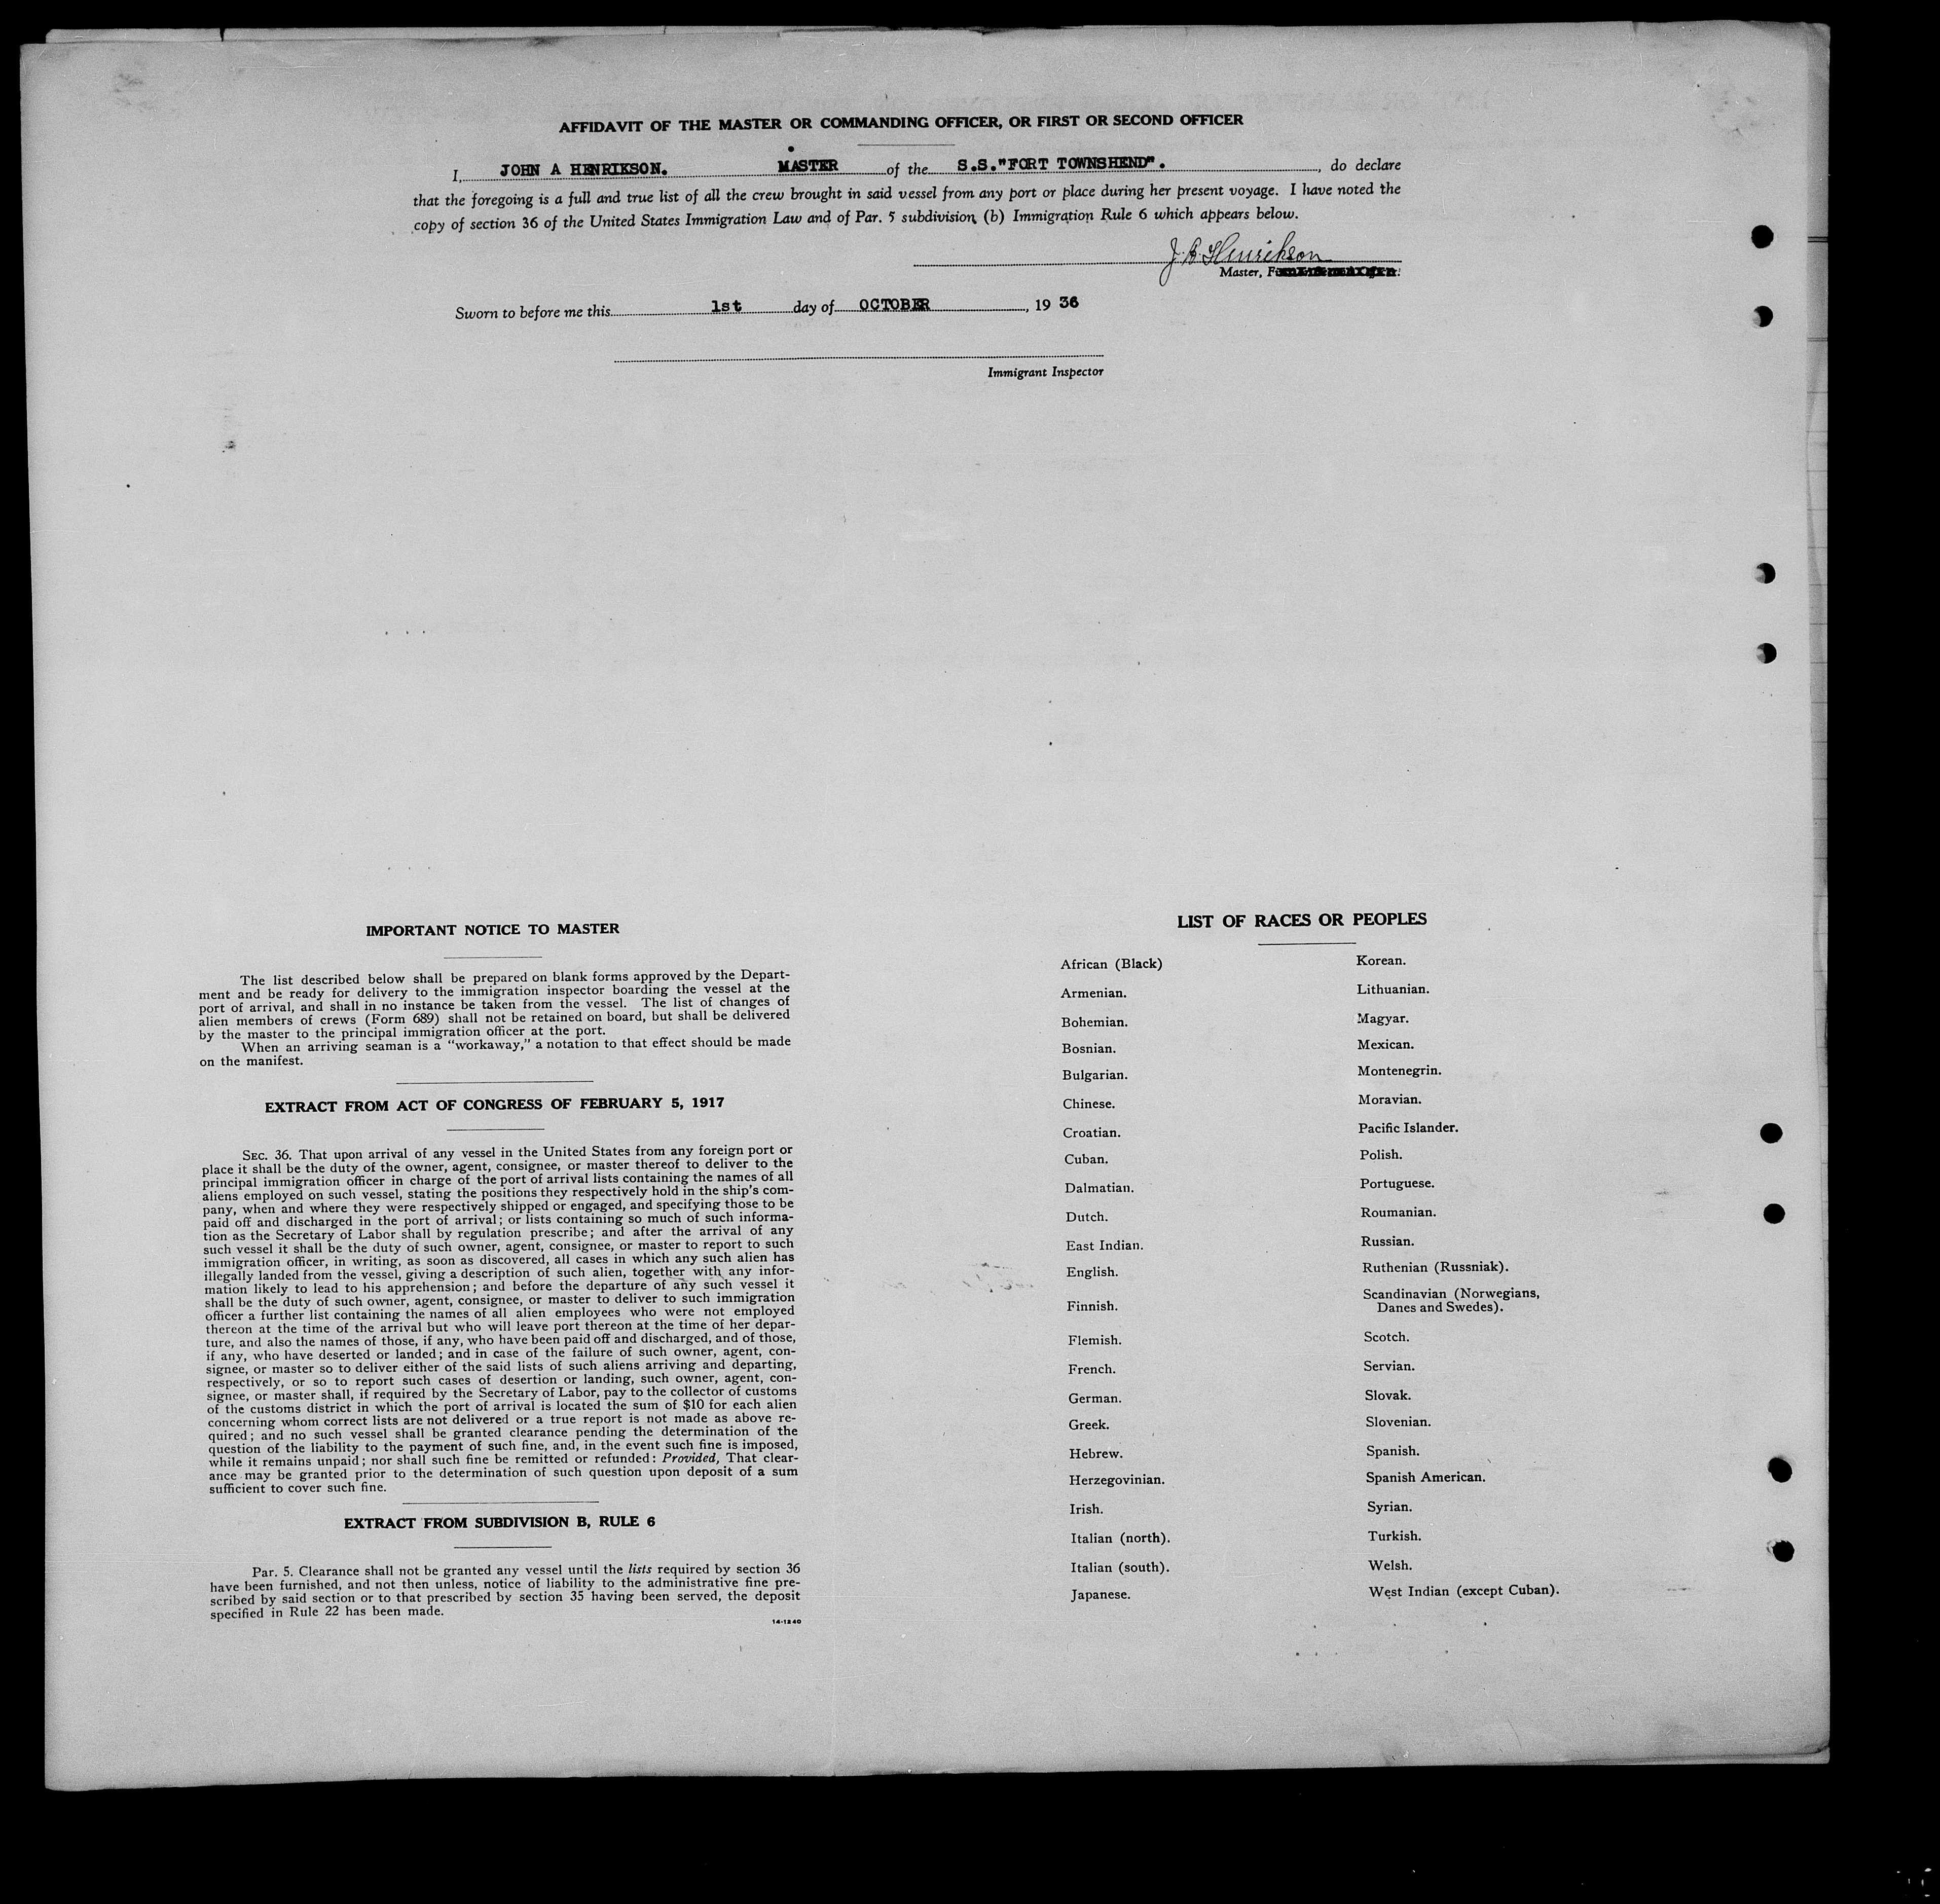 AFFIDAVIT OF THE MASTER OR COMMANDING OFFICER, OR FIRST OR SECOND OFFICER
I, JOHN A HENRIKSON. MASTER of the S.S."FORT TOWNSHEND". , do declare
that the foregoing is a full and true list of all the crew brought in said vessel from any port or place during her present voyage. I have noted the
copy of section 36 of the United States Immigration Law and of Par. 5 subdivision (b) Immigration Rule 6 which appears below.
J. A. Henrikson
Master,
Sworn to before me this 1st day of OCTOBER , 19 36
Immigrant Inspector
IMPORTANT NOTICE TO MASTER
The list described below shall be prepared on blank forms approved by the Depart-
ment and be ready for delivery to the immigration inspector boarding the vessel at the
port of arrival, and shall in no instance be taken from the vessel. The list of changes of
alien members of crews (Form 689) shall not be retained on board, but shall be delivered
by the master to the principal immigration officer at the port.
When an arriving seaman is a "workaway," a notation to that effect should be made
on the manifest.
EXTRACT FROM ACT OF CONGRESS OF FEBRUARY 5, 1917
SEC. 36. That upon arrival of any vessel in the United States from any foreign port or
place it shall be the duty of the owner, agent, consignee, or master thereof to deliver to the
principal immigration officer in charge of the port of arrival lists containing the names of all
aliens employed on such vessel, stating the positions they respectively hold in the ship's com-
pany, when and where they were respectively shipped or engaged, and specifying those to be
paid off and discharged in the port of arrival; or lists containing so much of such informa-
tion as the Secretary of Labor shall by regulation prescribe; and after the arrival of any
such vessel it shall be the duty of such owner, agent, consignee, or master to report to such
immigration officer, in writing, as soon as discovered, all cases in which any such alien has
illegally landed from the vessel, giving a description of such alien, together with any infor-
mation likely to lead to his apprehension; and before the departure of any such vessel it
shall be the duty of such owner, agent, consignee, or master to deliver to such immigration
officer a further list containing the names of all alien employees who were not employed
thereon at the time of the arrival but who will leave port thereon at the time of her depar-
ture, and also the names of those, if any, who have been paid off and discharged, and of those,
if any, who have deserted or landed; and in case of the failure of such owner, agent, con-
signee, or master so to deliver either of the said lists of such aliens arriving and departing,
respectively, or so to report such cases of desertion or landing, such owner, agent, con-
signee, or master shall, if required by the Secretary of Labor, pay to the collector of customs
of the customs district in which the port of arrival is located the sum of $10 for each alien
concerning whom correct lists are not delivered or a true report is not made as above re-
quired; and no such vessel shall be granted clearance pending the determination of the
question of the liability to the payment of such fine, and, in the event such fine is imposed,
while it remains unpaid; nor shall such fine be remitted or refunded: Provided, That clear-
ance may be granted prior to the determination of such question upon deposit of a sum
sufficient to cover such fine.
EXTRACT FROM SUBDIVISION B, RULE 6
Par. 5. Clearance shall not be granted any vessel until the lists required by section 36
have been furnished, and not then unless, notice of liability to the administrative fine pre-
scribed by said section or to that prescribed by section 35 having been served, the deposit
specified in Rule 22 has been made.
14-1240
LIST OF RACES OR PEOPLES
African (Black)
Armenian.
Bohemian.
Bosnian.
Bulgarian.
Chinese.
Croatian.
Cuban.
Dalmatian.
Dutch.
East Indian.
English.
Finnish.
Flemish.
French.
German.
Greek.
Hebrew.
Herzegovinian.
Irish.
Italian (north).
Italian (south).
Japanese.
Korean.
Lithuanian.
Magyar.
Mexican.
Montenegrin.
Moravian.
Pacific Islander.
Polish.
Portuguese.
Roumanian.
Russian.
Ruthenian (Russniak).
Scandinavian (Norwegians,
Danes and Swedes).
Scotch.
Servian.
Slovak.
Slovenian.
Spanish.
Spanish American.
Syrian.
Turkish.
Welsh.
West Indian (except Cuban).